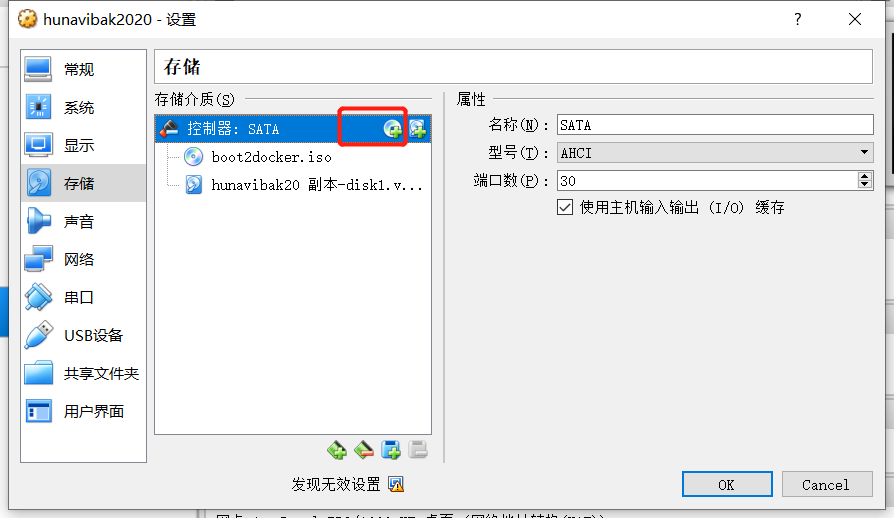 hunavibak2020 - 设置
?
常规
系统
显示
存储
声音
网络
串口
USB设备
共享文件夹
用户界面
存储
存储介质(S)
控制器: SATA
boot2docker.iso
hunavibak20 副本-disk1.v...
属性
名称(N): SATA
型号(T): AHCI
端口数(P): 30
使用主机输入输出 (I/O) 缓存
发现无效设置
OK
Cancel